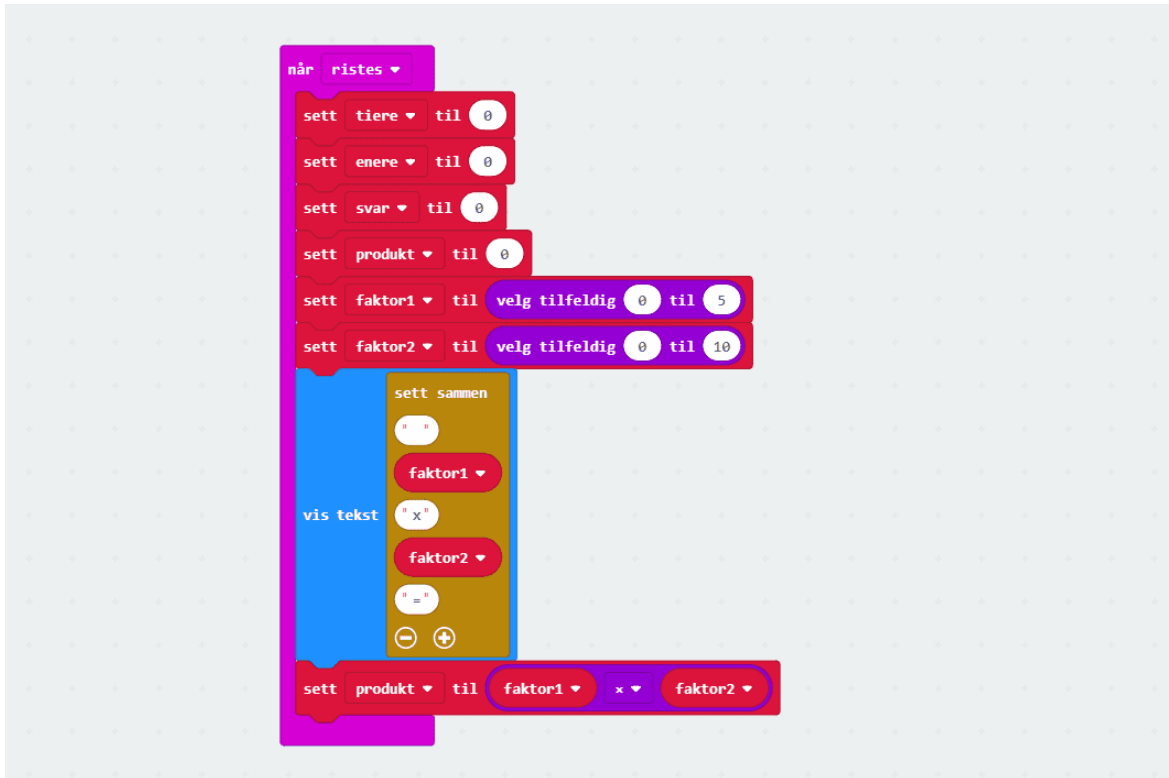 når ristes
sett tiere til 0
sett enere til 0
sett svar til 0
sett produkt til 0
sett faktor1 til velg tilfeldig 0 til 5
sett faktor2 til velg tilfeldig 0 til 10
sett sammen
" "
faktor1
vis tekst "x"
faktor2
"="
sett produkt til faktor1 x faktor2